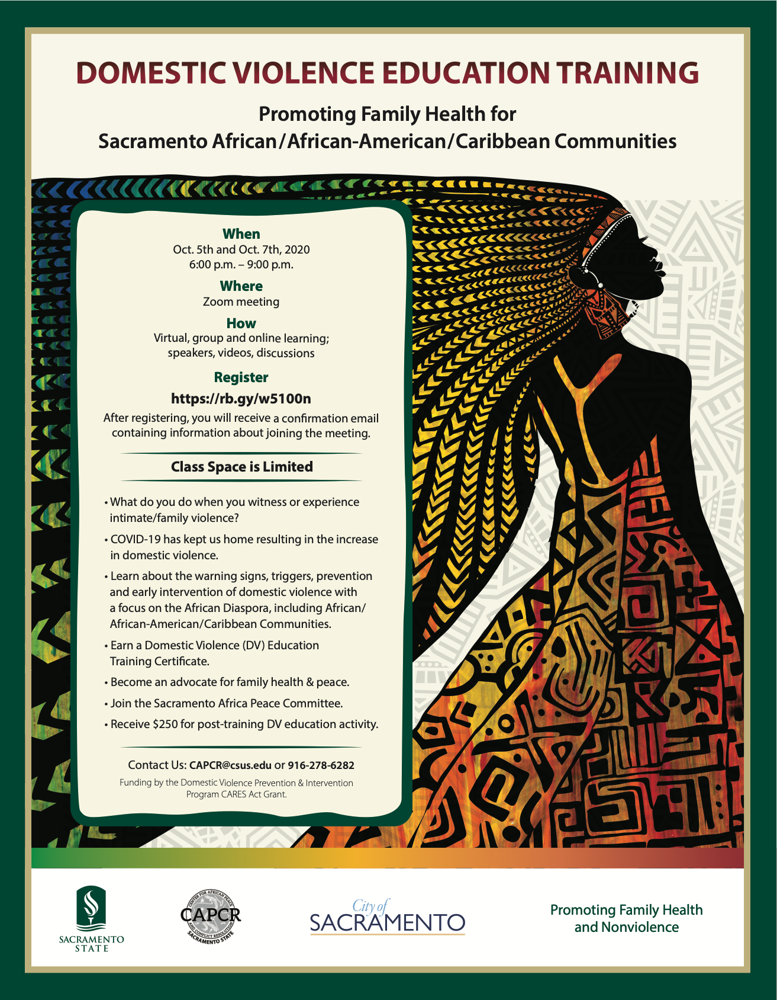 DOMESTIC VIOLENCE EDUCATION TRAINING
Promoting Family Health for
Sacramento African/African-American/Caribbean Communities
When
Oct. 5th and Oct. 7th, 2020
6:00 p.m. – 9:00 p.m.
Where
Zoom meeting
How
Virtual, group and online learning;
speakers, videos, discussions
Register
https://rb.gy/w5100n
After registering, you will receive a confirmation email
containing information about joining the meeting.
Class Space is Limited
• What do you do when you witness or experience
intimate/family violence?
• COVID-19 has kept us home resulting in the increase
in domestic violence.
• Learn about the warning signs, triggers, prevention
and early intervention of domestic violence with
a focus on the African Diaspora, including African/
African-American/Caribbean Communities.
• Earn a Domestic Violence (DV) Education
Training Certificate.
• Become an advocate for family health & peace.
• Join the Sacramento Africa Peace Committee.
• Receive $250 for post-training DV education activity.
Contact Us: CAPCR@csus.edu or 916-278-6282
Funding by the Domestic Violence Prevention & Intervention
Program CARES Act Grant.
SACRAMENTO
STATE
CENTER FOR AFRICAN PEACE
CAPCR
AND CONFLICT RESOLUTION
SACRAMENTO STATE
City of
SACRAMENTO
Promoting Family Health
and Nonviolence